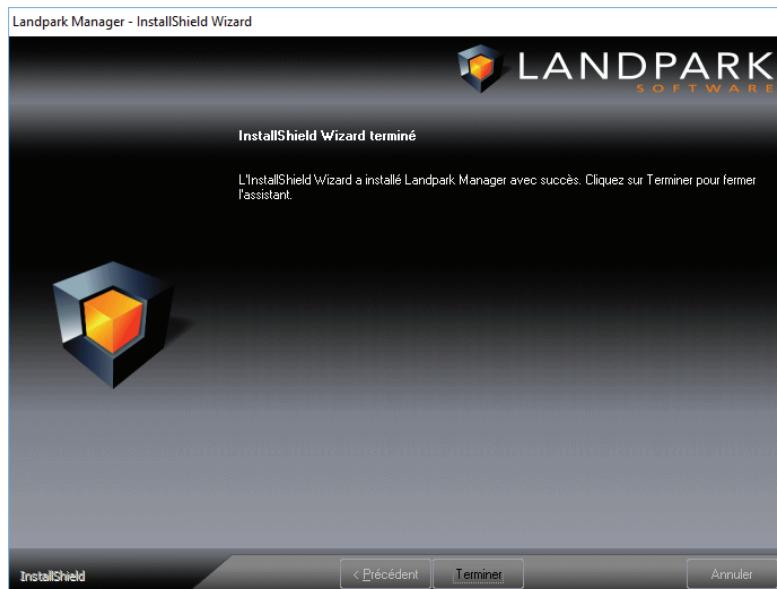 Landpark Manager - InstallShield Wizard
LANDPARK
SOFTWARE
InstallShield Wizard terminé
L'InstallShield Wizard a installé Landpark Manager avec succès. Cliquez sur Terminer pour fermer
l'assistant.
InstallShield
< Précédent
Terminer
Annuler